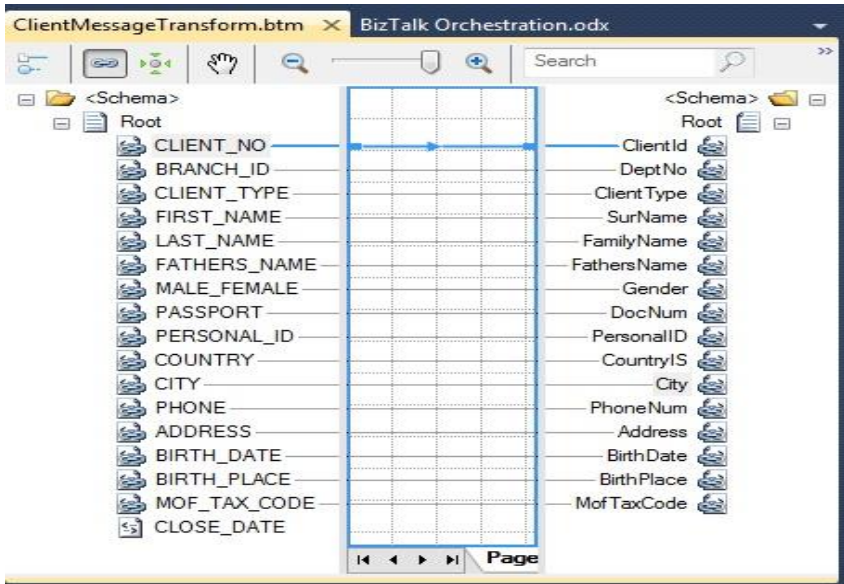 ClientMessageTransform.btm BizTalk Orchestration.odx
Search
<Schema> <Schema>
Root Root
CLIENT_NO ClientId
BRANCH_ID DeptNo
CLIENT_TYPE ClientType
FIRST_NAME SurName
LAST_NAME FamilyName
FATHERS_NAME FathersName
MALE_FEMALE Gender
PASSPORT DocNum
PERSONAL_ID PersonalID
COUNTRY CountryIS
CITY City
PHONE PhoneNum
ADDRESS Address
BIRTH_DATE BirthDate
BIRTH_PLACE BirthPlace
MOF_TAX_CODE MofTaxCode
CLOSE_DATE
Page